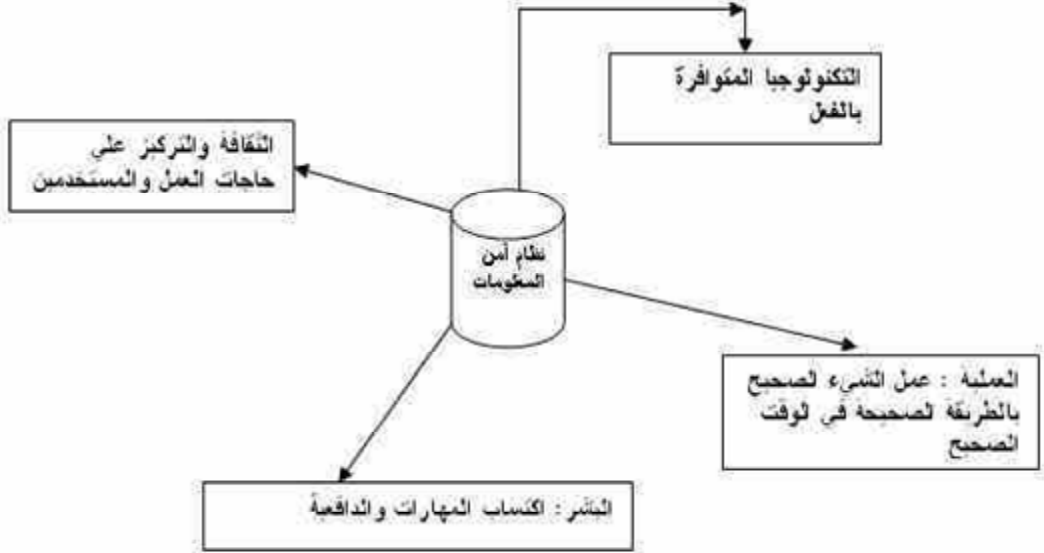 التكنولوجيا المتوافرة
بالفعل
الثقافة والتركيز على
حاجات العمل والمستخدمين
نظام أمن
المعلومات
العملية : عمل الشيء الصحيح
بالطريقة الصحيحة في الوقت
الصحيح
البشر : اكتساب المهارات والدافعية